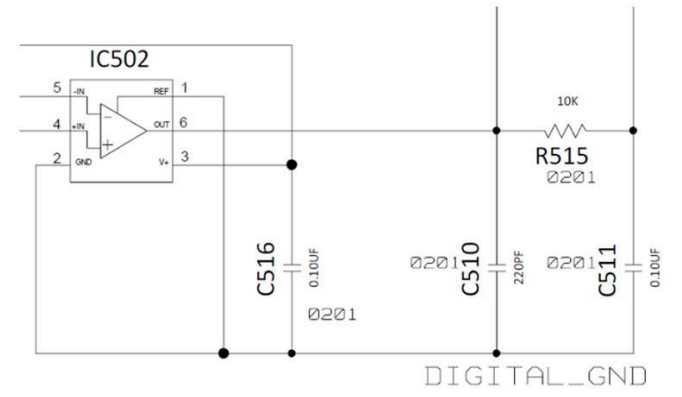 IC502
5 -IN REF 1
4 +IN OUT 6
2 GND V+ 3
10K
R515
0201
C516
0.10UF
0201
0201
C510
220PF
0201
C511
0.10UF
DIGITAL_GND